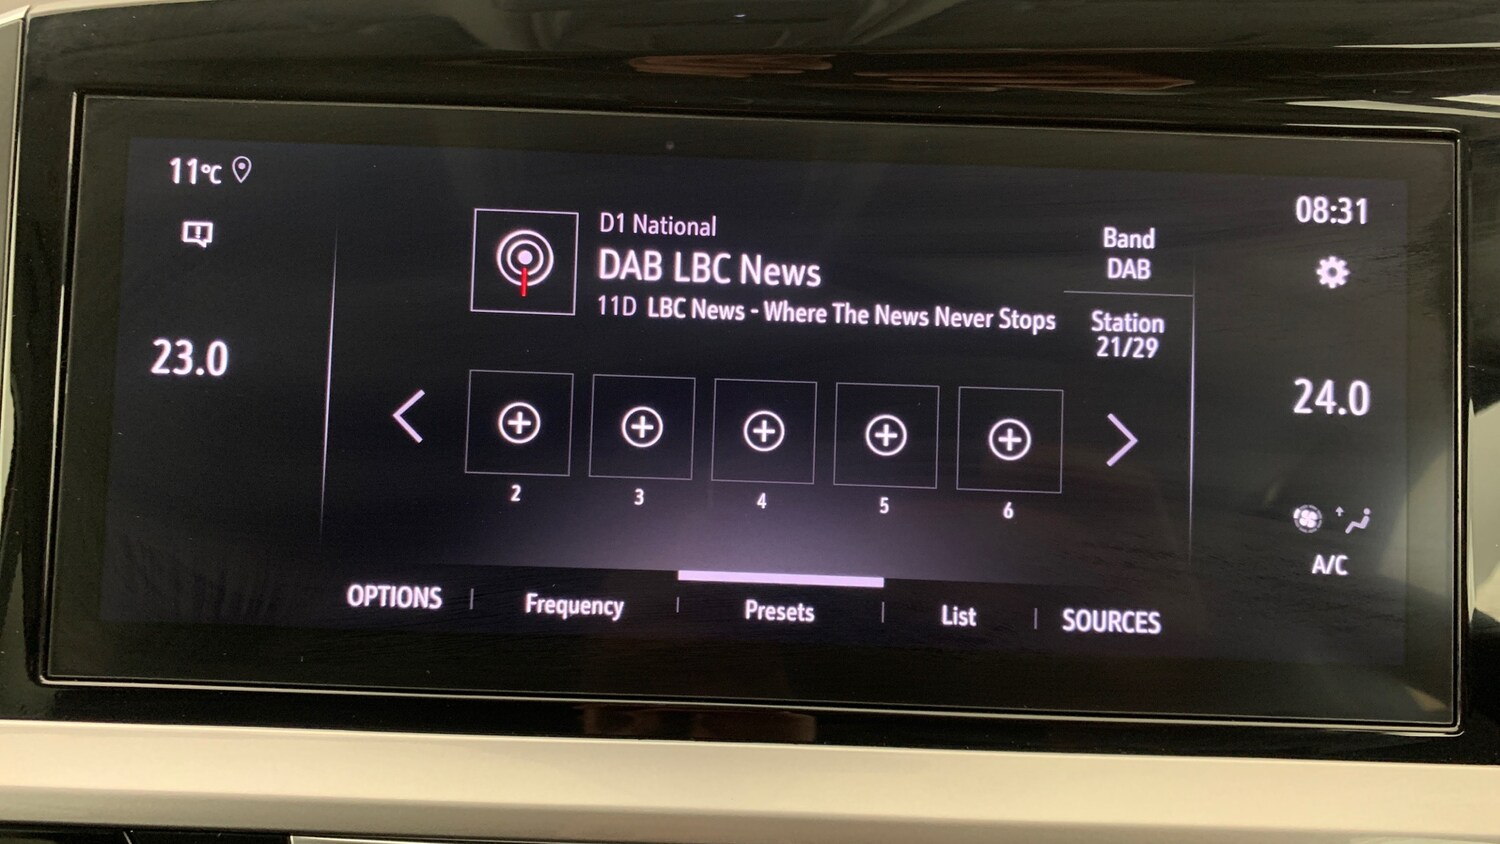 11°C
23.0
D1 National
DAB LBC News
11D LBC News - Where The News Never Stops
Band
DAB
Station
21/29
2 3 4 5 6
08:31
24.0
A/C
OPTIONS Frequency Presets List SOURCES